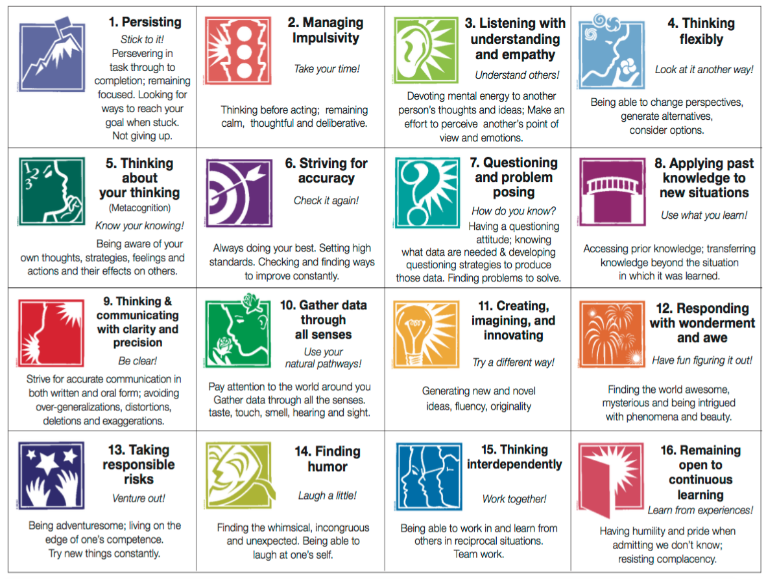 1. Persisting
Stick to it!
Persevering in
task through to
completion; remaining
focused. Looking for
ways to reach your
goal when stuck.
Not giving up.
2. Managing
Impulsivity
Take your time!
Thinking before acting; remaining
calm, thoughtful and deliberative.
3. Listening with
understanding
and empathy
Understand others!
Devoting mental energy to another
person's thoughts and ideas; Make an
effort to perceive another's point of
view and emotions.
4. Thinking
flexibly
Look at it another way!
Being able to change perspectives,
generate alternatives,
consider options.
5. Thinking
about
your thinking
(Metacognition)
Know your knowing!
Being aware of your
own thoughts, strategies, feelings and
actions and their effects on others.
1 2 3
6. Striving for
accuracy
Check it again!
Always doing your best. Setting high
standards. Checking and finding ways
to improve constantly.
7. Questioning
and problem
posing
How do you know?
Having a questioning
attitude; knowing
what data are needed & developing
questioning strategies to produce
those data. Finding problems to solve.
?
8. Applying past
knowledge to
new situations
Use what you learn!
Accessing prior knowledge; transferring
knowledge beyond the situation
in which it was learned.
9. Thinking &
communicating
with clarity and
precision
Be clear!
Strive for accurate communication in
both written and oral form; avoiding
over-generalizations, distortions,
deletions and exaggerations.
10. Gather data
through
all senses
Use your
natural pathways!
Pay attention to the world around you
Gather data through all the senses.
taste, touch, smell, hearing and sight.
11. Creating,
imagining, and
innovating
Try a different way!
Generating new and novel
ideas, fluency, originality
12. Responding
with wonderment
and awe
Have fun figuring it out!
Finding the world awesome,
mysterious and being intrigued
with phenomena and beauty.
13. Taking
responsible
risks
Venture out!
Being adventuresome; living on the
edge of one's competence.
Try new things constantly.
14. Finding
humor
Laugh a little!
Finding the whimsical, incongruous
and unexpected. Being able to
laugh at one's self.
15. Thinking
interdependently
Work together!
Being able to work in and learn from
others in reciprocal situations.
Team work.
16. Remaining
open to
continuous
learning
Learn from experiences!
Having humility and pride when
admitting we don't know;
resisting complacency.